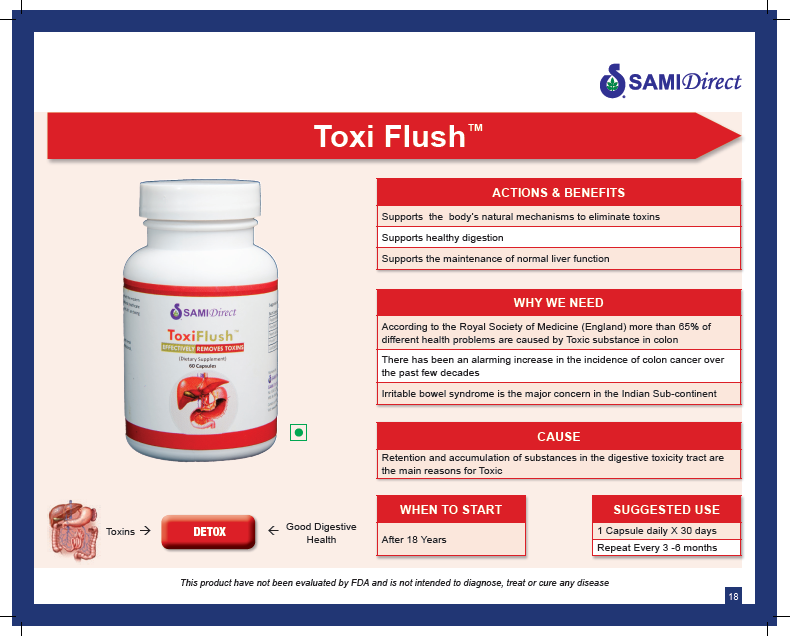 SAMIDirect
Toxi Flush™
SAMIDirect
ToxiFlush™
EFFECTIVELY REMOVES TOXINS
(Dietary Supplement)
60 Capsules
ACTIONS & BENEFITS
Supports the body's natural mechanisms to eliminate toxins
Supports healthy digestion
Supports the maintenance of normal liver function
WHY WE NEED
According to the Royal Society of Medicine (England) more than 65% of
different health problems are caused by Toxic substance in colon
There has been an alarming increase in the incidence of colon cancer over
the past few decades
Irritable bowel syndrome is the major concern in the Indian Sub-continent
CAUSE
Retention and accumulation of substances in the digestive toxicity tract are
the main reasons for Toxic
Toxins →
DETOX
← Good Digestive
Health
WHEN TO START
After 18 Years
SUGGESTED USE
1 Capsule daily X 30 days
Repeat Every 3 -6 months
This product have not been evaluated by FDA and is not intended to diagnose, treat or cure any disease
18